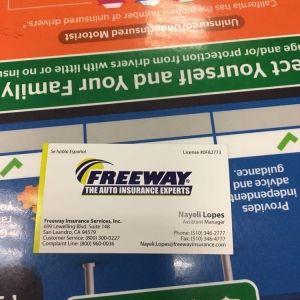 California has the biggest number of uninsured
Uninsured/Underinsured Motorist
age and/or protection from drivers with little or no insu
ect Yourself and Your Family
Se habla Español
License #0F82773
FREEWAY
THE AUTO INSURANCE EXPERTS
Freeway Insurance Services, Inc.
699 Lewelling Blvd. Suite 148
San Leandro, CA 94579
Customer Service: (800) 300-0227
Complaint Line: (800) 960-0036
Nayeli Lopes
Assistant Manager
Phone: (510) 346-2777
Fax: (510) 346-4777
Nayeli.Lopes@freewayinsurance.com
Provides
advice and
independent
guidance.